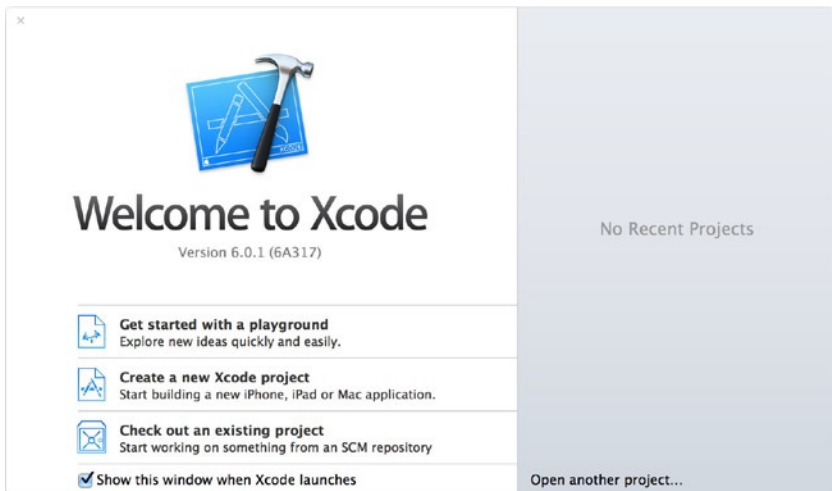 Welcome to Xcode
Version 6.0.1 (6A317)
Get started with a playground
Explore new ideas quickly and easily.
Create a new Xcode project
Start building a new iPhone, iPad or Mac application.
Check out an existing project
Start working on something from an SCM repository
Show this window when Xcode launches
No Recent Projects
Open another project...
XCODE